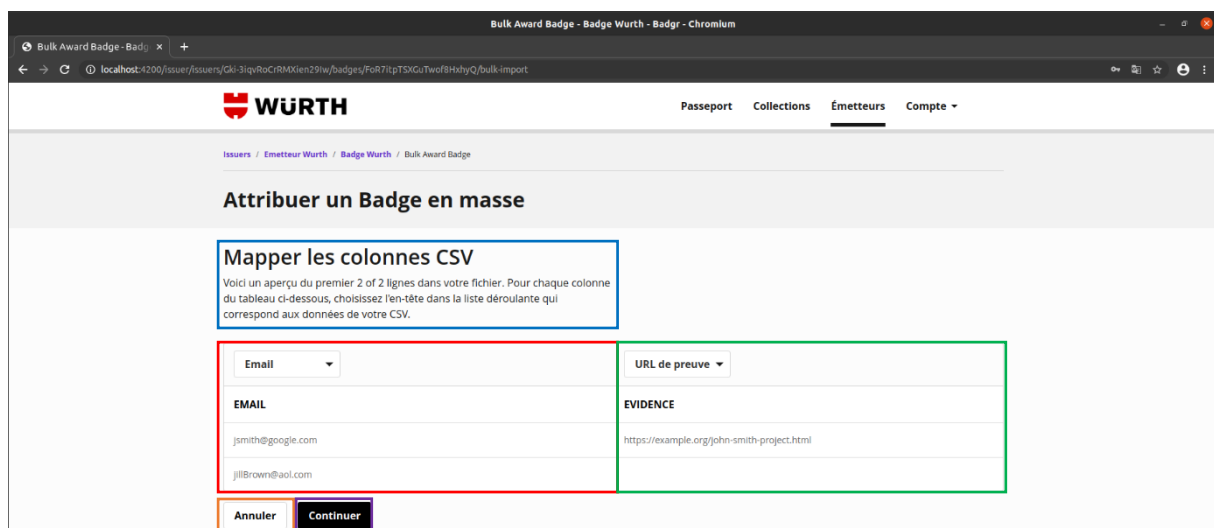 Bulk Award Badge - Badge Wurth - Badgr - Chromium
Bulk Award Badge - Badg
localhost:4200/issuer/issuers/Gki-3iqvRoCrRMXien29Iw/badges/FoR7itpTSXGuTwof8HxhyQ/bulk-import
WÜRTH
Passeport Collections Émetteurs Compte
Issuers / Emetteur Wurth / Badge Wurth / Bulk Award Badge
Attribuer un Badge en masse
Mapper les colonnes CSV
Voici un aperçu du premier 2 of 2 lignes dans votre fichier. Pour chaque colonne
du tableau ci-dessous, choisissez l'en-tête dans la liste déroulante qui
correspond aux données de votre CSV.
Email URL de preuve
EMAIL EVIDENCE
jsmith@google.com https://example.org/john-smith-project.html
jillBrown@aol.com
Annuler Continuer